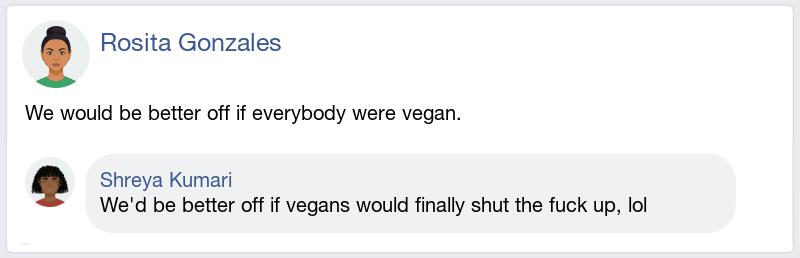 Rosita Gonzales
We would be better off if everybody were vegan.
Shreya Kumari
We'd be better off if vegans would finally shut the fuck up, lol